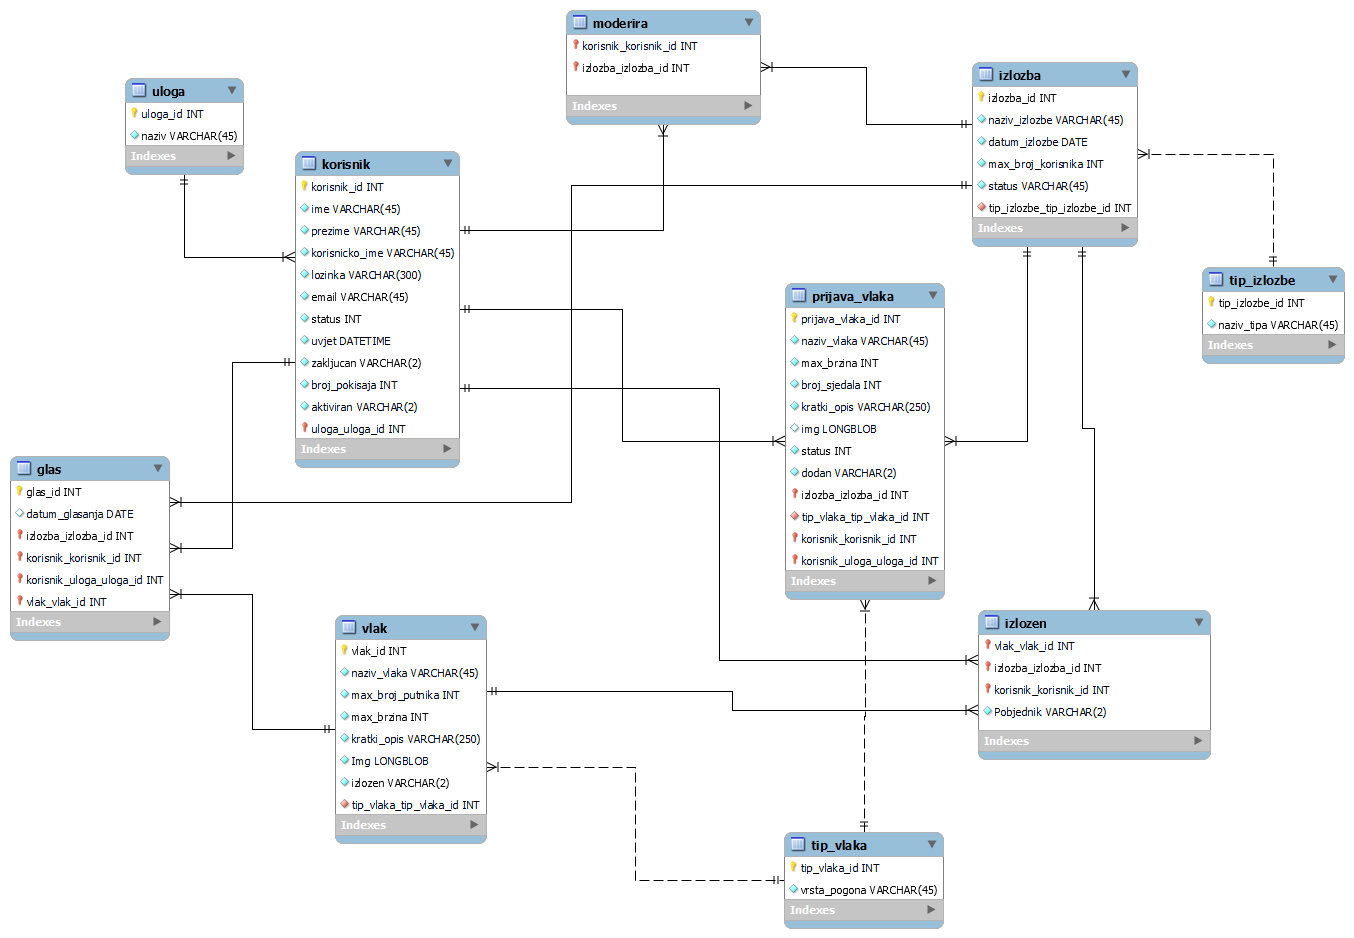 moderira
korisnik_korisnik_id INT
izlozba_izlozba_id INT
Indexes
uloga
uloga_id INT
naziv VARCHAR(45)
Indexes
korisnik
korisnik_id INT
ime VARCHAR(45)
prezime VARCHAR(45)
korisnicko_ime VARCHAR(45)
lozinka VARCHAR(300)
email VARCHAR(45)
status INT
uvjet DATETIME
zakljucan VARCHAR(2)
broj_pokisaja INT
aktiviran VARCHAR(2)
uloga_uloga_id INT
Indexes
izlozba
izlozba_id INT
naziv_izlozbe VARCHAR(45)
datum_izlozbe DATE
max_broj_korisnika INT
status VARCHAR(45)
tip_izlozbe_tip_izlozbe_id INT
Indexes
tip_izlozbe
tip_izlozbe_id INT
naziv_tipa VARCHAR(45)
Indexes
prijava_vlaka
prijava_vlaka_id INT
naziv_vlaka VARCHAR(45)
max_brzina INT
broj_sjedala INT
kratki_opis VARCHAR(250)
img LONGBLOB
status INT
dodan VARCHAR(2)
izlozba_izlozba_id INT
tip_vlaka_tip_vlaka_id INT
korisnik_korisnik_id INT
korisnik_uloga_uloga_id INT
Indexes
glas
glas_id INT
datum_glasanja DATE
izlozba_izlozba_id INT
korisnik_korisnik_id INT
korisnik_uloga_uloga_id INT
vlak_vlak_id INT
Indexes
vlak
vlak_id INT
naziv_vlaka VARCHAR(45)
max_broj_putnika INT
max_brzina INT
kratki_opis VARCHAR(250)
Img LONGBLOB
izlozen VARCHAR(2)
tip_vlaka_tip_vlaka_id INT
Indexes
izlozen
vlak_vlak_id INT
izlozba_izlozba_id INT
korisnik_korisnik_id INT
Pobjednik VARCHAR(2)
Indexes
tip_vlaka
tip_vlaka_id INT
vrsta_pogona VARCHAR(45)
Indexes